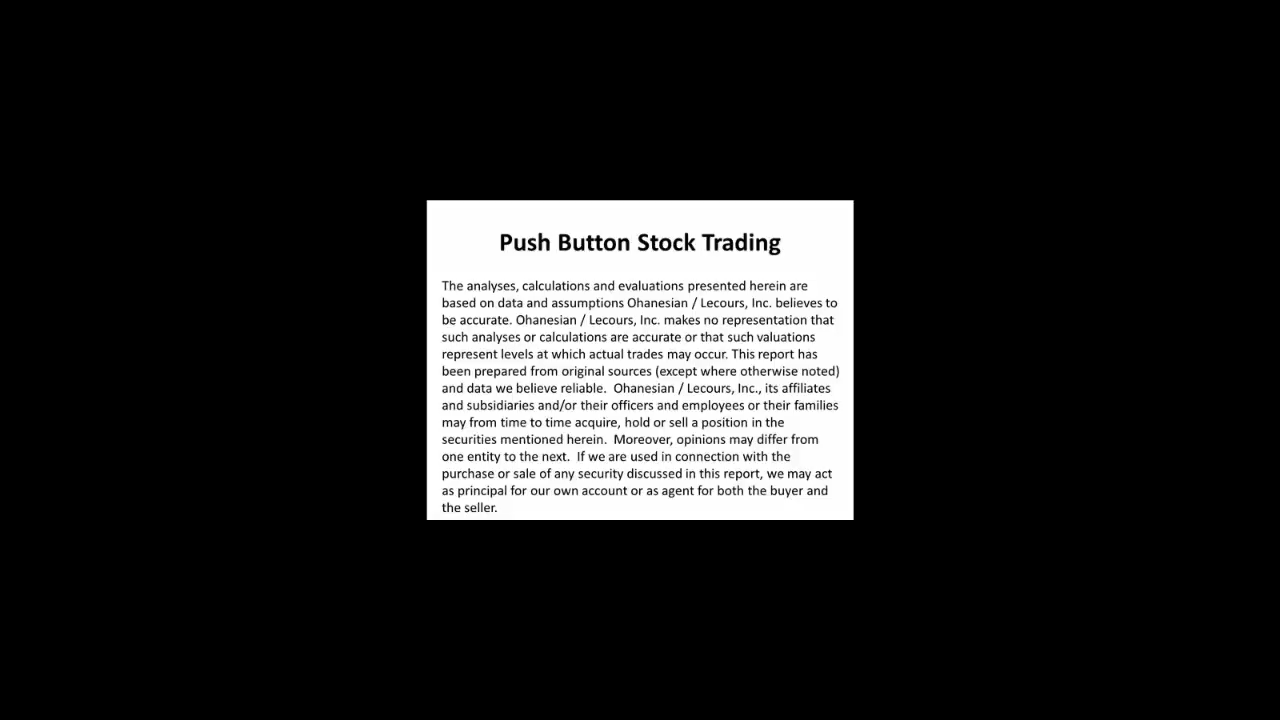 Push Button Stock Trading
The analyses, calculations and evaluations presented herein are
based on data and assumptions Ohanesian / Lecours, Inc. believes to
be accurate. Ohanesian / Lecours, Inc. makes no representation that
such analyses or calculations are accurate or that such valuations
represent levels at which actual trades may occur. This report has
been prepared from original sources (except where otherwise noted)
and data we believe reliable.  Ohanesian / Lecours, Inc., its affiliates
and subsidiaries and/or their officers and employees or their families
may from time to time acquire, hold or sell a position in the
securities mentioned herein.  Moreover, opinions may differ from
one entity to the next.  If we are used in connection with the
purchase or sale of any security discussed in this report, we may act
as principal for our own account or as agent for both the buyer and
the seller.